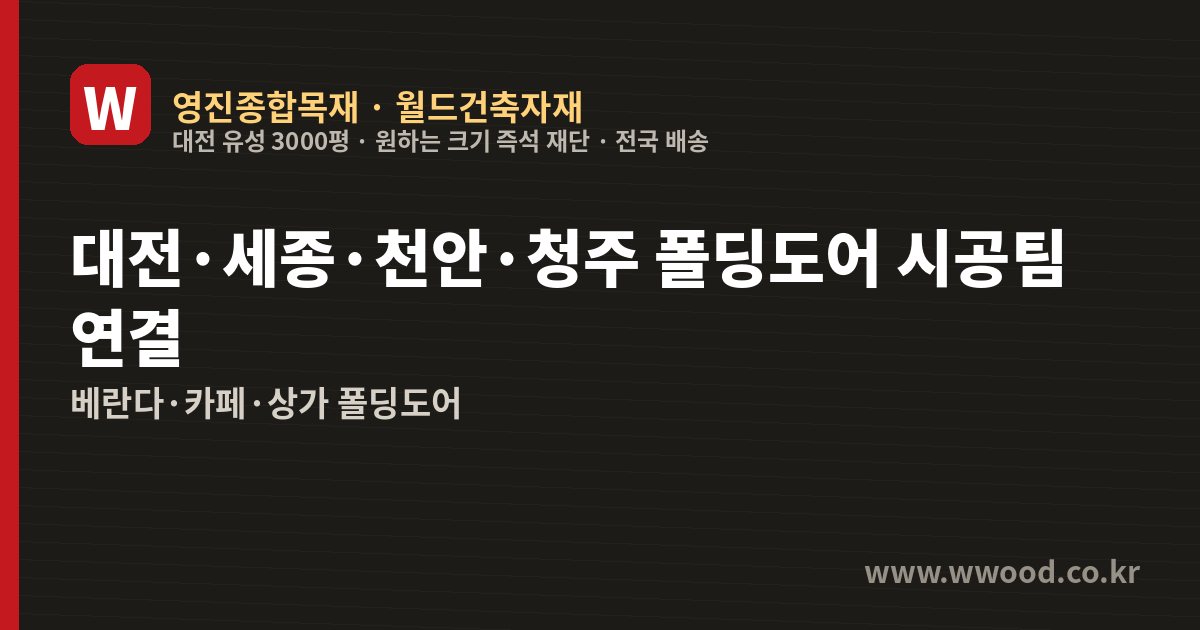 W
영진종합목재 · 월드건축자재
대전 유성 3000평 · 원하는 크기 즉석 재단 · 전국 배송
대전·세종·천안·청주 폴딩도어 시공팀
연결
베란다·카페·상가 폴딩도어
www.wwood.co.kr